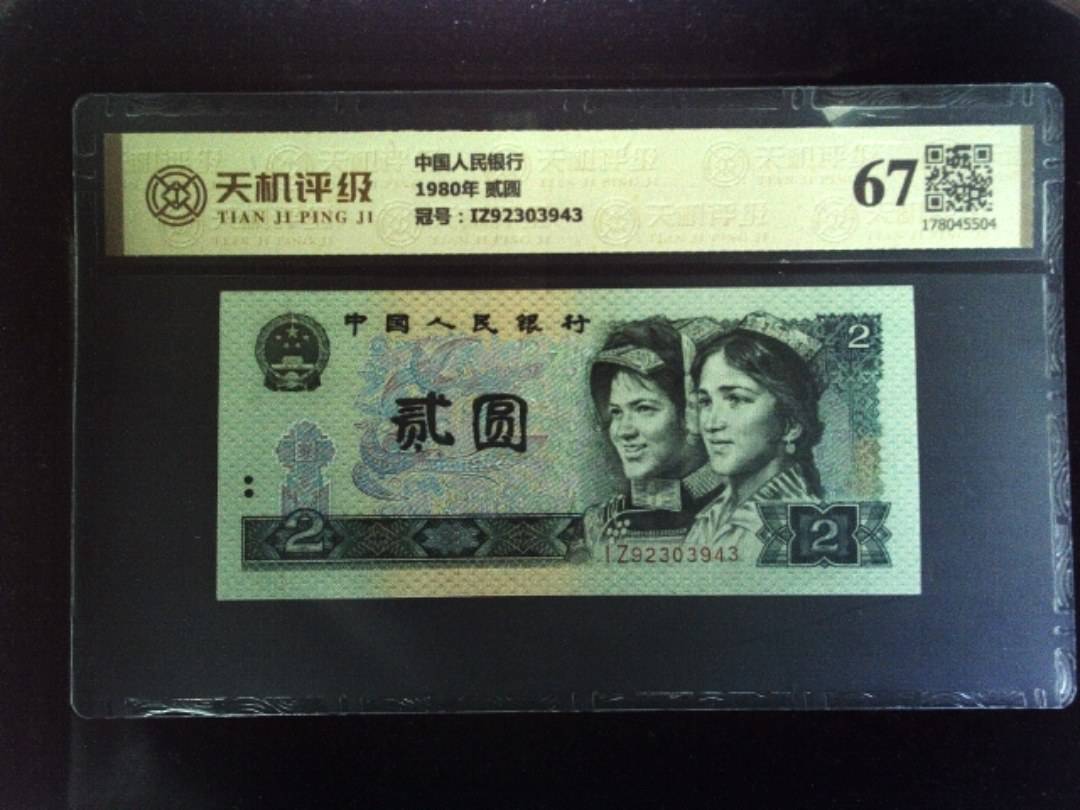 天机评级
TIAN JI PING JI
中国人民银行
1980年 贰圆
冠号：IZ92303943
67
178045504
中国人民银行
2
贰圆
2
IZ92303943
2